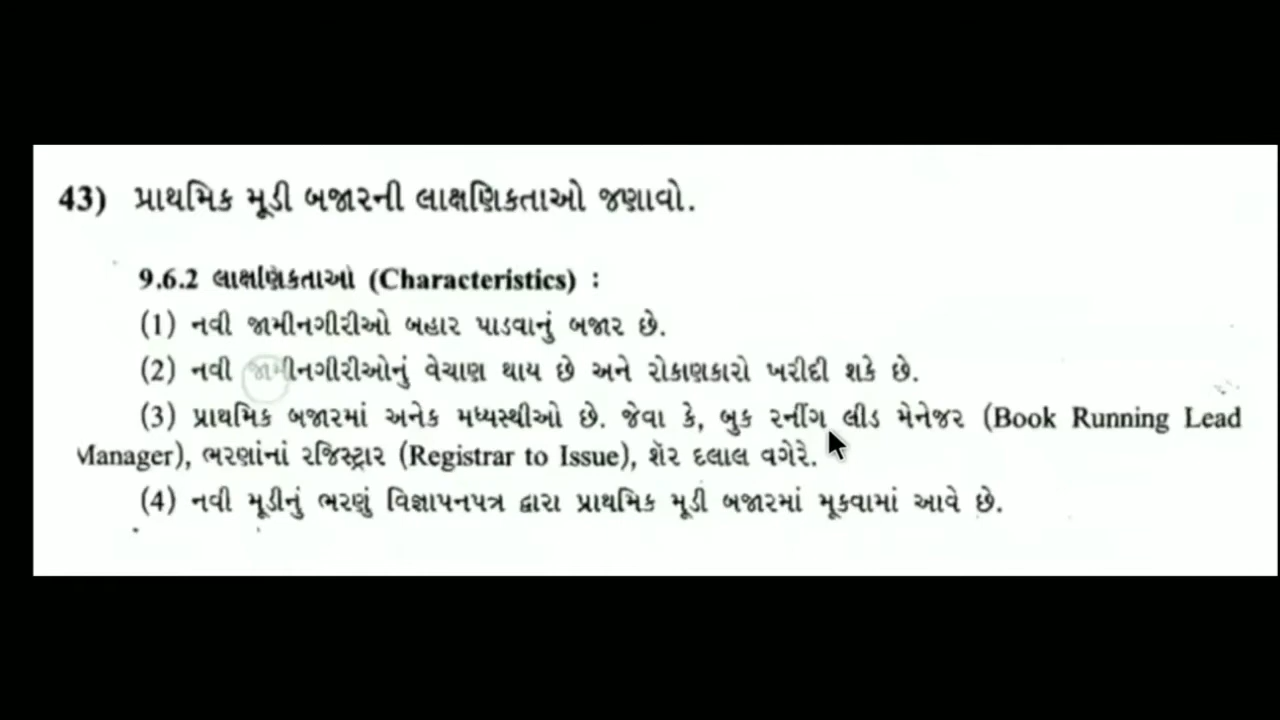 43) પ્રાથમિક મૂડી બજારની લાક્ષણિકતાઓ જણાવો.
9.6.2 લાક્ષણિકતાઓ (Characteristics) :
(1) નવી જામીનગીરીઓ બહાર પાડવાનું બજાર છે.
(2) નવી જામીનગીરીઓનું વેચાણ થાય છે અને રોકાણકારો ખરીદી શકે છે.
(3) પ્રાથમિક બજારમાં અનેક મધ્યસ્થીઓ છે. જેવા કે, બુક રનીંગ લીડ મેનેજર (Book Running Lead
Manager), ભરણાંનાં રજિસ્ટ્રાર (Registrar to Issue), શૅર દલાલ વગેરે.
(4) નવી મૂડીનું ભરણું વિજ્ઞાપનપત્ર દ્વારા પ્રાથમિક મૂડી બજારમાં મૂકવામાં આવે છે.